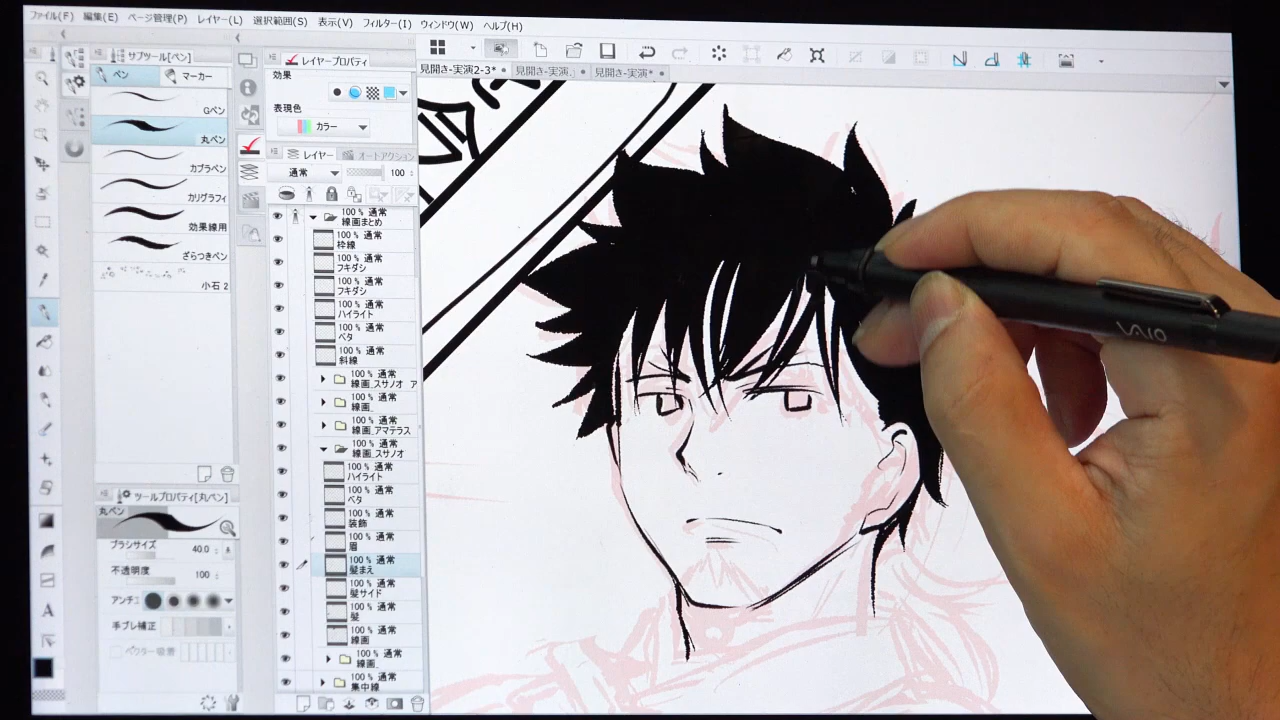 ファイル(F) 編集(E) ページ管理(P) レイヤー(L) 選択範囲(S) 表示(V) フィルター(I) ウィンドウ(W) ヘルプ(H)
サブツール[ペン]
ペン マーカー
Gペン
丸ペン
カブラペン
カリグラフィ
効果線用
ざらつきペン
小石 2
ツールプロパティ[丸ペン]
丸ペン
ブラシサイズ 40.0
不透明度 100
アンチエ
手ブレ補正
ベクター吸着
レイヤープロパティ
効果
表現色
カラー
レイヤー オートアクション
通常 100
100 % 通常
線画まとめ
100 % 通常
枠線
100 % 通常
フキダシ
100 % 通常
フキダシ
100 % 通常
ハイライト
100 % 通常
ベタ
100 % 通常
斜線
100 % 通常
線画_スサノオ ア
100 % 通常
線画_
100 % 通常
線画_アマテラス
100 % 通常
線画_スサノオ
100 % 通常
ハイライト
100 % 通常
ベタ
100 % 通常
装飾
100 % 通常
眉
100 % 通常
髪まえ
100 % 通常
髪サイド
100 % 通常
髪
100 % 通常
線画
100 % 通常
線画_
100 % 通常
集中線
見開き-実演2-3* 見開き-実演. 見開き-実演*
VAIO